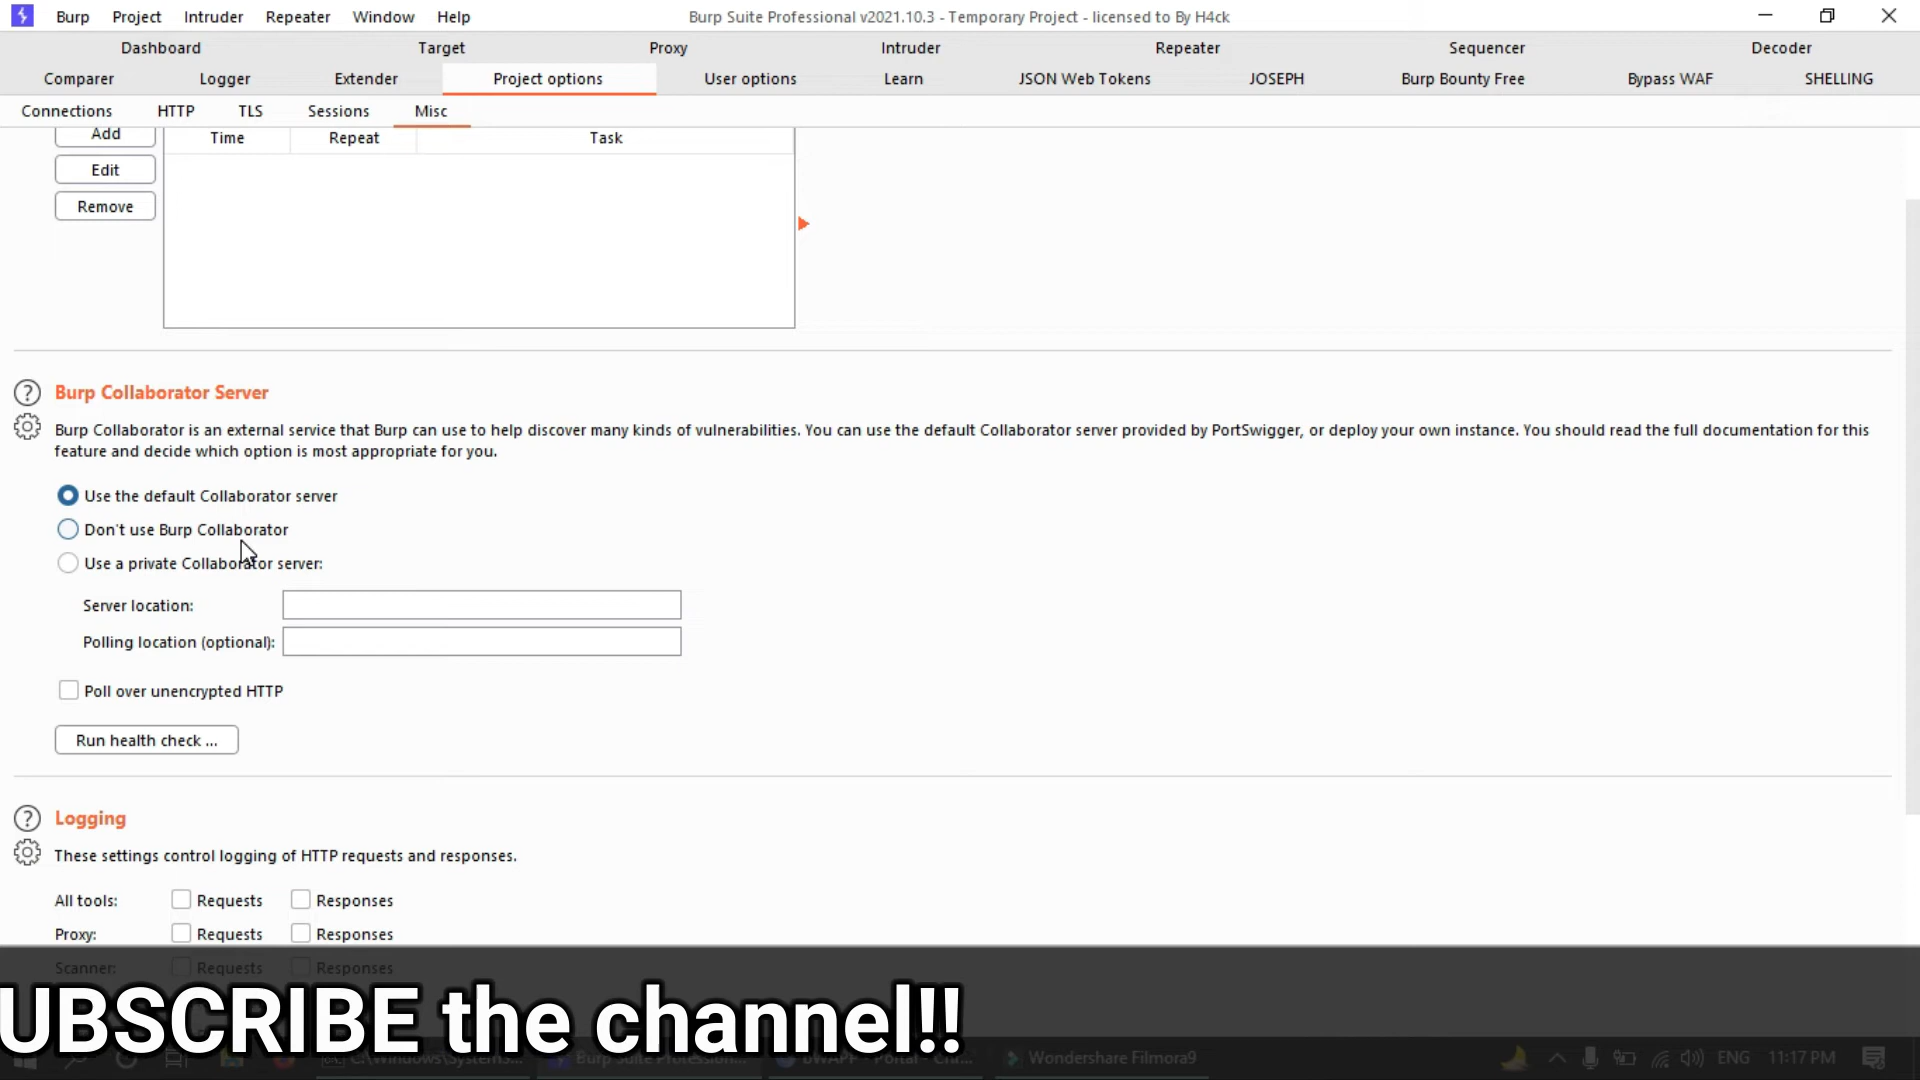 Burp Project Intruder Repeater Window Help
Burp Suite Professional v2021.10.3 - Temporary Project - licensed to By H4ck
Dashboard Target Proxy Intruder Repeater Sequencer Decoder
Comparer Logger Extender Project options User options Learn JSON Web Tokens JOSEPH Burp Bounty Free Bypass WAF SHELLING
Connections HTTP TLS Sessions Misc
Add Time Repeat Task
Edit
Remove
? Burp Collaborator Server
Burp Collaborator is an external service that Burp can use to help discover many kinds of vulnerabilities. You can use the default Collaborator server provided by PortSwigger, or deploy your own instance. You should read the full documentation for this
feature and decide which option is most appropriate for you.
Use the default Collaborator server
Don't use Burp Collaborator
Use a private Collaborator server:
Server location:
Polling location (optional):
Poll over unencrypted HTTP
Run health check ...
? Logging
These settings control logging of HTTP requests and responses.
All tools: Requests Responses
Proxy: Requests Responses
Scanner: Requests Responses
UBSCRIBE the channel!!
Wondershare Filmora9 ENG 11:17 PM